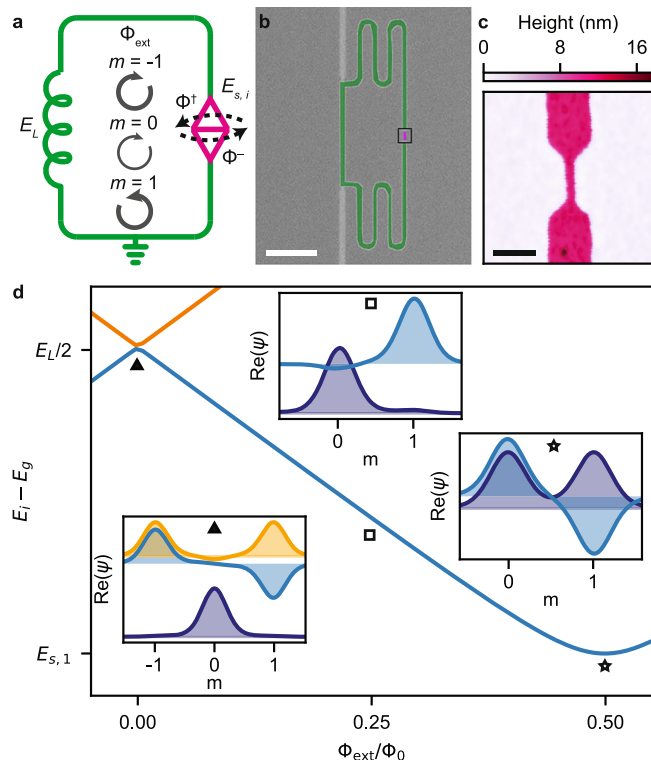 a
Φext
m = -1
Es, i
Φ†
EL
m = 0
Φ−
m = 1
b
c
Height (nm)
0 8 16
d
EL/2
Re(ψ)
0 1
m
Re(ψ)
0 1
m
Ei − Eg
Re(ψ)
-1 0 1
m
Es,1
0.00 0.25 0.50
Φext/Φ0